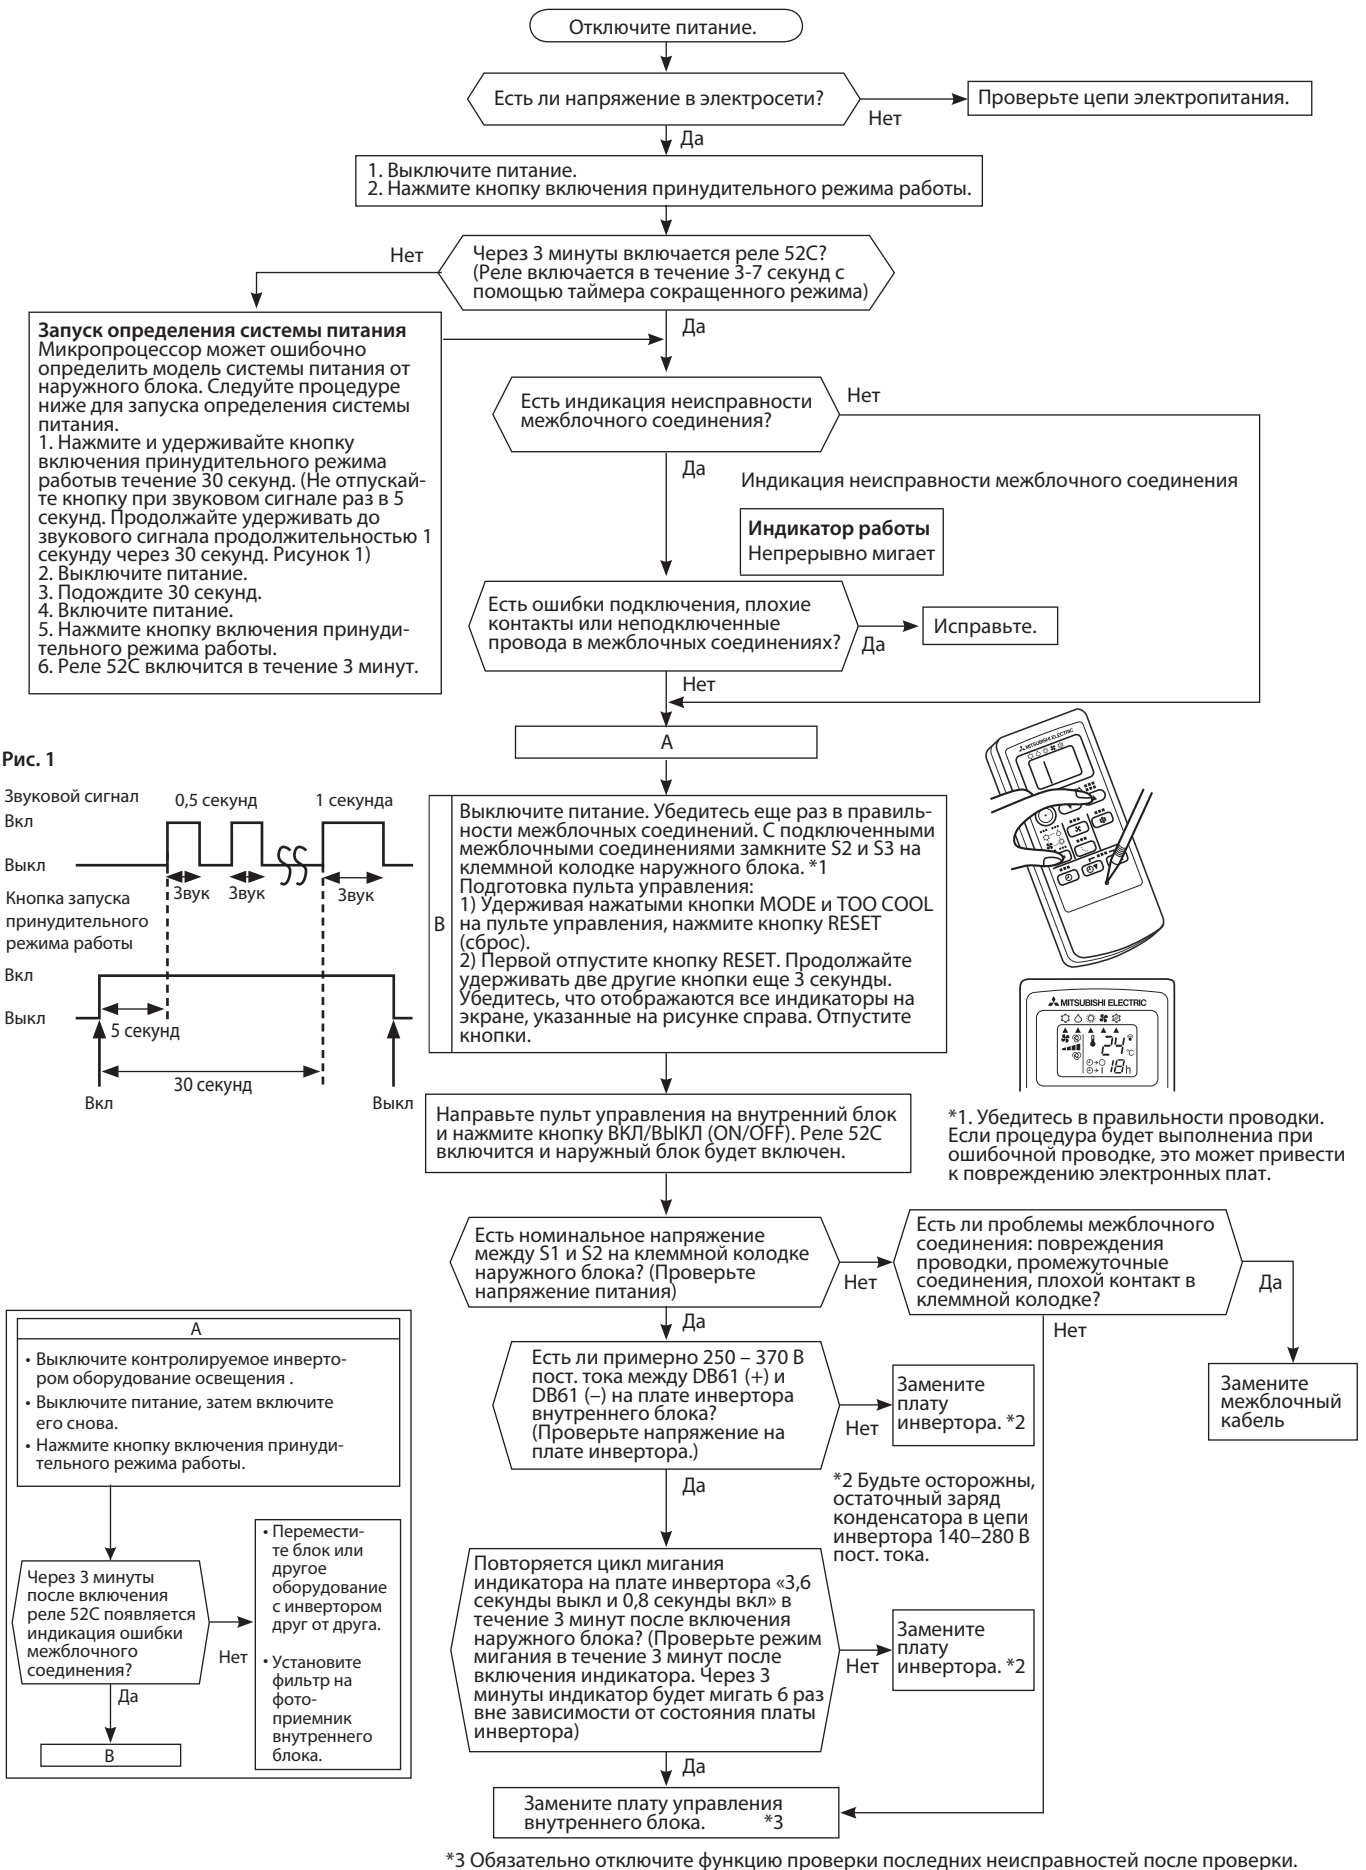 Отключите питание.
Есть ли напряжение в электросети?
Нет
Проверьте цепи электропитания.
Да
1. Выключите питание.
2. Нажмите кнопку включения принудительного режима работы.
Нет
Через 3 минуты включается реле 52С?
(Реле включается в течение 3-7 секунд с
помощью таймера сокращенного режима)
Да
Запуск определения системы питания
Микропроцессор может ошибочно
определить модель системы питания от
наружного блока. Следуйте процедуре
ниже для запуска определения системы
питания.
1. Нажмите и удерживайте кнопку
включения принудительного режима
работыв течение 30 секунд. (Не отпускай-
те кнопку при звуковом сигнале раз в 5
секунд. Продолжайте удерживать до
звукового сигнала продолжительностью 1
секунду через 30 секунд. Рисунок 1)
2. Выключите питание.
3. Подождите 30 секунд.
4. Включите питание.
5. Нажмите кнопку включения принуди-
тельного режима работы.
6. Реле 52С включится в течение 3 минут.
Есть индикация неисправности
межблочного соединения?
Нет
Да
Индикация неисправности межблочного соединения
Индикатор работы
Непрерывно мигает
Есть ошибки подключения, плохие
контакты или неподключенные
провода в межблочных соединениях?
Да
Исправьте.
Нет
A
Рис. 1
Звуковой сигнал
0,5 секунд
1 секунда
Вкл
Выкл
Звук
Звук
Звук
Кнопка запуска
принудительного
режима работы
Вкл
Выкл
5 секунд
30 секунд
Вкл
Выкл
B
Выключите питание. Убедитесь еще раз в правиль-
ности межблочных соединений. С подключенными
межблочными соединениями замкните S2 и S3 на
клеммной колодке наружного блока. *1
Подготовка пульта управления:
1) Удерживая нажатыми кнопки MODE и TOO COOL
на пульте управления, нажмите кнопку RESET
(сброс).
2) Первой отпустите кнопку RESET. Продолжайте
удерживать две другие кнопки еще 3 секунды.
Убедитесь, что отображаются все индикаторы на
экране, указанные на рисунке справа. Отпустите
кнопки.
MITSUBISHI ELECTRIC
MITSUBISHI ELECTRIC
24 °C
18 h
*1. Убедитесь в правильности проводки.
Если процедура будет выполнениа при
ошибочной проводке, это может привести
к повреждению электронных плат.
Направьте пульт управления на внутренний блок
и нажмите кнопку ВКЛ/ВЫКЛ (ON/OFF). Реле 52С
включится и наружный блок будет включен.
Есть номинальное напряжение
между S1 и S2 на клеммной колодке
наружного блока? (Проверьте
напряжение питания)
Нет
Есть ли проблемы межблочного
соединения: повреждения
проводки, промежуточные
соединения, плохой контакт в
клеммной колодке?
Да
Нет
Замените
межблочный
кабель
Да
Есть ли примерно 250 – 370 В
пост. тока между DB61 (+) и
DB61 (–) на плате инвертора
внутреннего блока?
(Проверьте напряжение на
плате инвертора.)
Нет
Замените
плату
инвертора. *2
Да
*2 Будьте осторожны,
остаточный заряд
конденсатора в цепи
инвертора 140–280 В
пост. тока.
Повторяется цикл мигания
индикатора на плате инвертора «3,6
секунды выкл и 0,8 секунды вкл» в
течение 3 минут после включения
наружного блока? (Проверьте режим
мигания в течение 3 минут после
включения индикатора. Через 3
минуты индикатор будет мигать 6 раз
вне зависимости от состояния платы
инвертора)
Нет
Замените
плату
инвертора. *2
Да
Замените плату управления
внутреннего блока. *3
A
• Выключите контролируемое инверто-
ром оборудование освещения .
• Выключите питание, затем включите
его снова.
• Нажмите кнопку включения принуди-
тельного режима работы.
Через 3 минуты
после включения
реле 52С появляется
индикация ошибки
межблочного
соединения?
Нет
• Перемести-
те блок или
другое
оборудование
с инвертором
друг от друга.
• Установите
фильтр на
фото-
приемник
внутреннего
блока.
Да
B
*3 Обязательно отключите функцию проверки последних неисправностей после проверки.